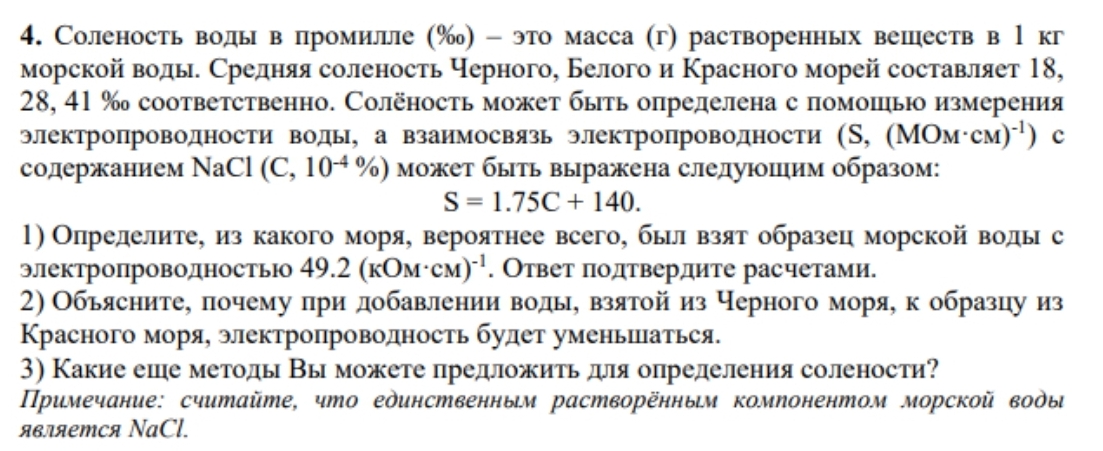 4. Соленость воды в промилле (‰) – это масса (г) растворенных веществ в 1 кг
морской воды. Средняя соленость Черного, Белого и Красного морей составляет 18,
28, 41 ‰ соответственно. Солёность может быть определена с помощью измерения
электропроводности воды, а взаимосвязь электропроводности (S, (МОм·см)⁻¹) с
содержанием NaCl (C, 10⁻⁴ %) может быть выражена следующим образом:
S = 1.75C + 140.
1) Определите, из какого моря, вероятнее всего, был взят образец морской воды с
электропроводностью 49.2 (кОм·см)⁻¹. Ответ подтвердите расчетами.
2) Объясните, почему при добавлении воды, взятой из Черного моря, к образцу из
Красного моря, электропроводность будет уменьшаться.
3) Какие еще методы Вы можете предложить для определения солености?
Примечание: считайте, что единственным растворённым компонентом морской воды
является NaCl.